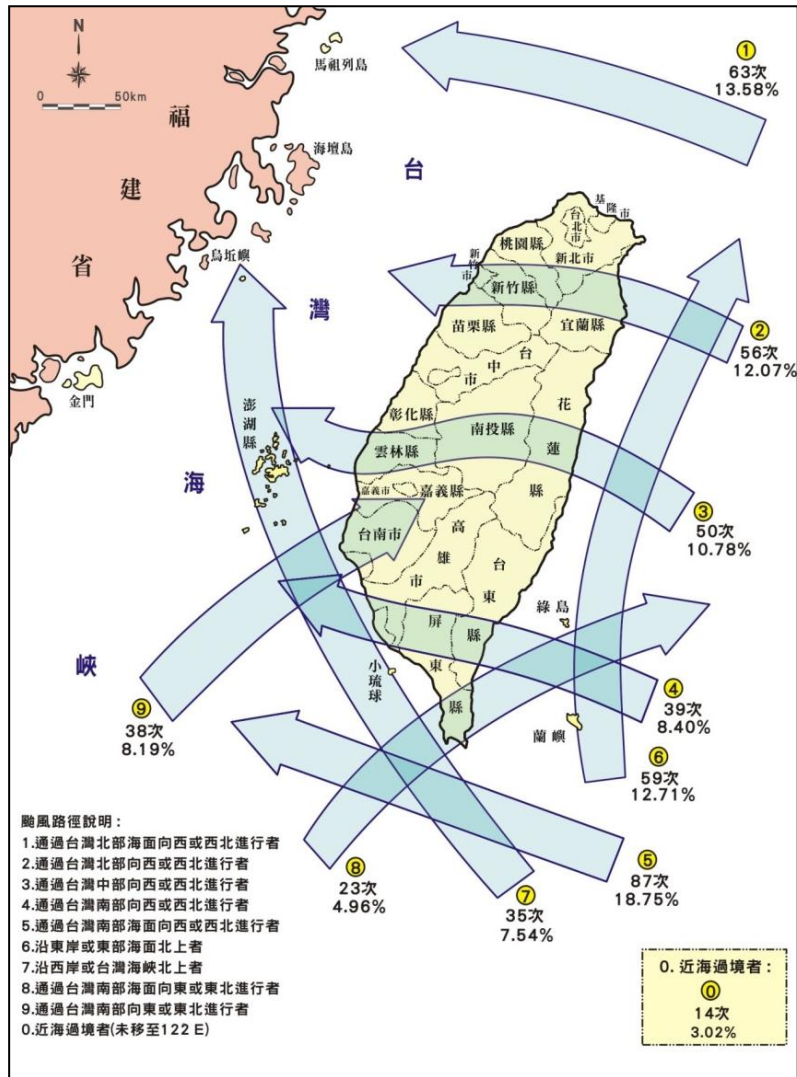 N
0 50km
馬祖列島
①
63次
13.58%
福建省
海壇島
台灣海峽
烏坵嶼
金門
澎湖縣
基隆市
台北市
桃園縣
新北市
新竹市
新竹縣
苗栗縣
宜蘭縣
②
56次
12.07%
台中市
彰化縣
南投縣
花蓮縣
雲林縣
嘉義市
嘉義縣
③
50次
10.78%
台南市
高雄市
台東縣
綠島
屏東縣
小琉球
④
39次
8.40%
蘭嶼
⑨
38次
8.19%
⑥
59次
12.71%
⑤
87次
18.75%
⑧
23次
4.96%
⑦
35次
7.54%
颱風路徑說明：
1.通過台灣北部海面向西或西北進行者
2.通過台灣北部向西或西北進行者
3.通過台灣中部向西或西北進行者
4.通過台灣南部向西或西北進行者
5.通過台灣南部海面向西或西北進行者
6.沿東岸或東部海面北上者
7.沿西岸或台灣海峽北上者
8.通過台灣南部海面向東或東北進行者
9.通過台灣南部向東或東北進行者
0.近海過境者(未移至122 E)
0. 近海過境者：
⓪
14次
3.02%